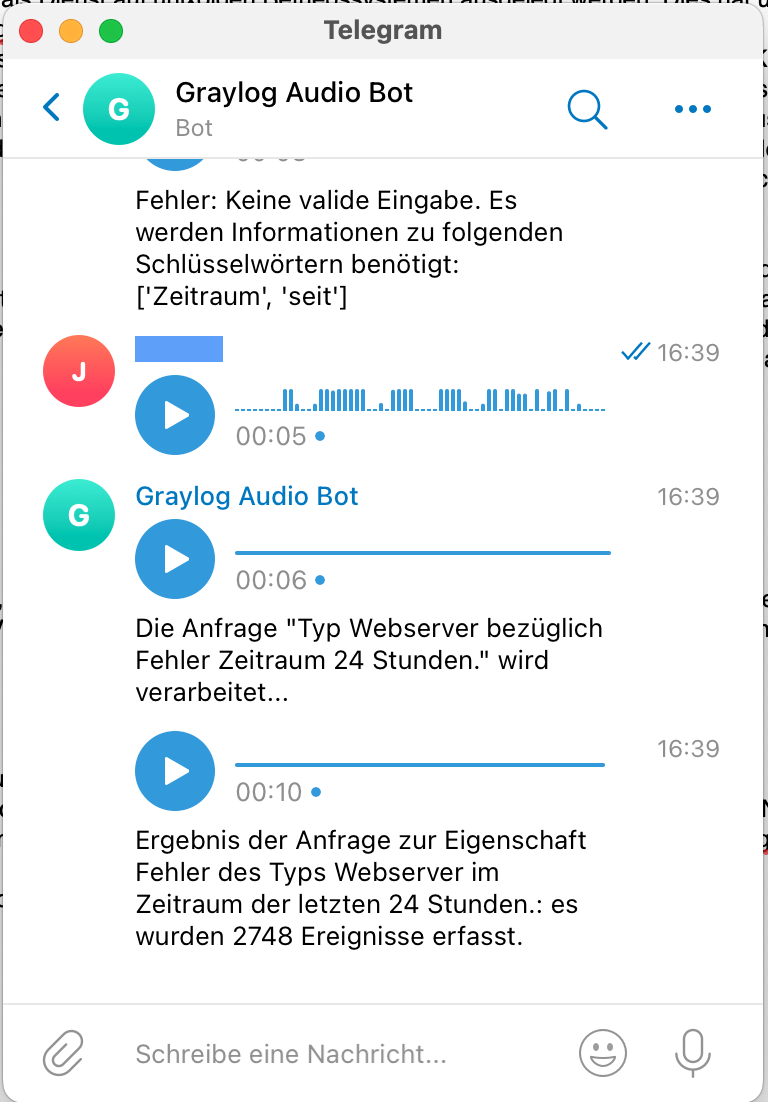 Telegram
G
Graylog Audio Bot
Bot
Fehler: Keine valide Eingabe. Es
werden Informationen zu folgenden
Schlüsselwörtern benötigt:
['Zeitraum', 'seit']
J
16:39
00:05
G
Graylog Audio Bot
16:39
00:06
Die Anfrage "Typ Webserver bezüglich
Fehler Zeitraum 24 Stunden." wird
verarbeitet...
16:39
00:10
Ergebnis der Anfrage zur Eigenschaft
Fehler des Typs Webserver im
Zeitraum der letzten 24 Stunden.: es
wurden 2748 Ereignisse erfasst.
Schreibe eine Nachricht...